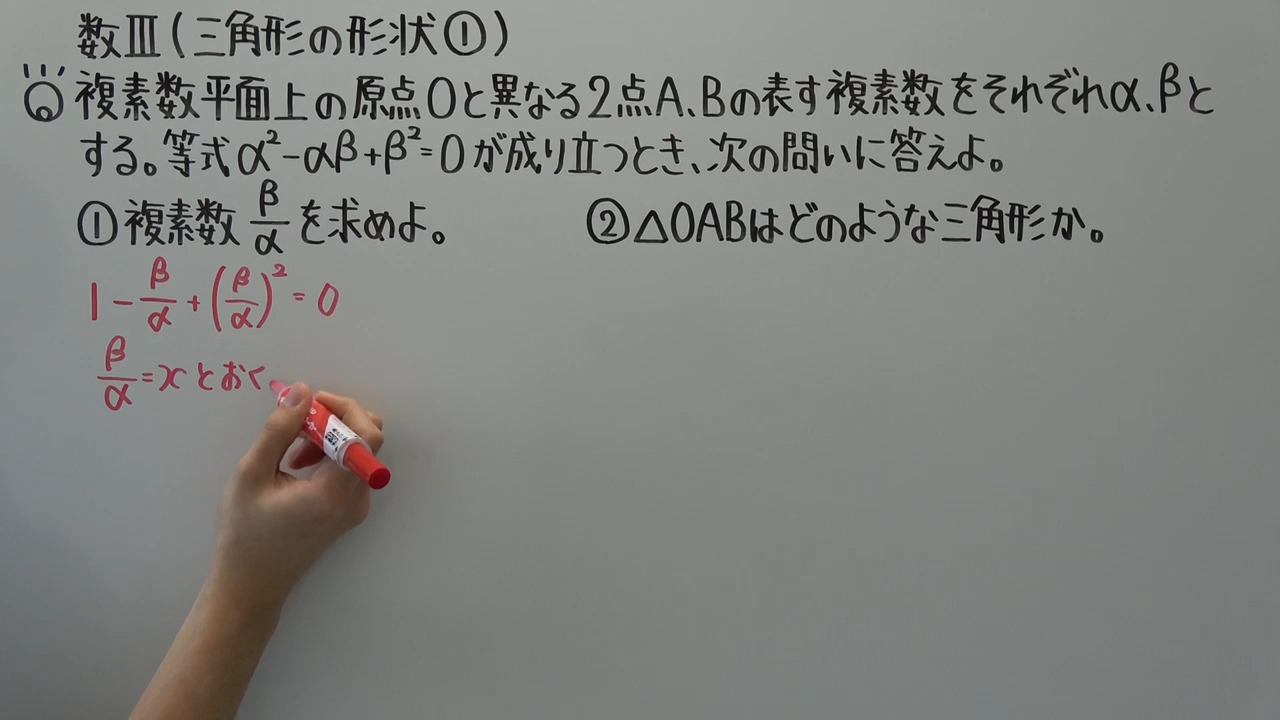 数Ⅲ(三角形の形状①)
複素数平面上の原点Oと異なる2点A、Bの表す複素数をそれぞれα、βと
する。等式α²-αβ+β²=0が成り立つとき、次の問いに答えよ。
①複素数 β/α を求めよ。 ②△OABはどのような三角形か。
1-β/α+(β/α)²=0
β/α=xとおく